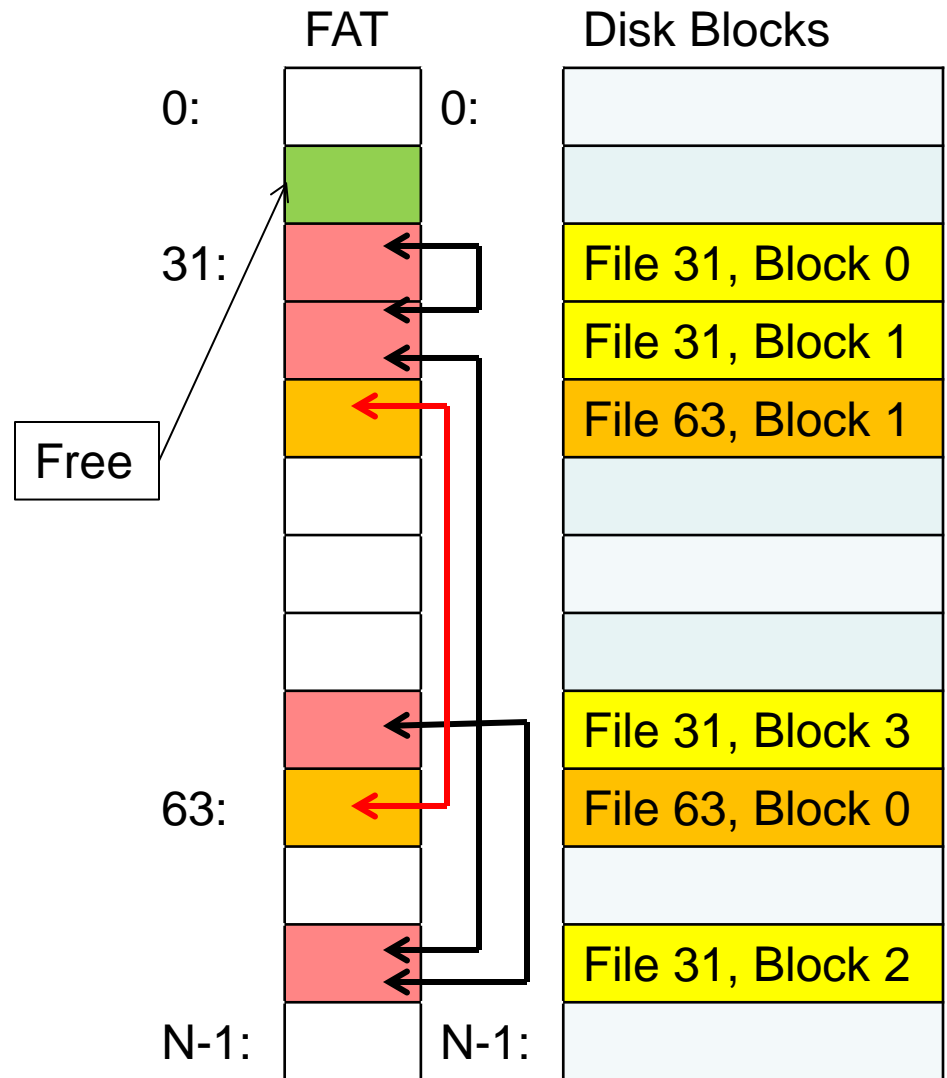 FAT
Disk Blocks
0:
0:
31:
File 31, Block 0
File 31, Block 1
File 63, Block 1
Free
File 31, Block 3
63:
File 63, Block 0
File 31, Block 2
N-1:
N-1: